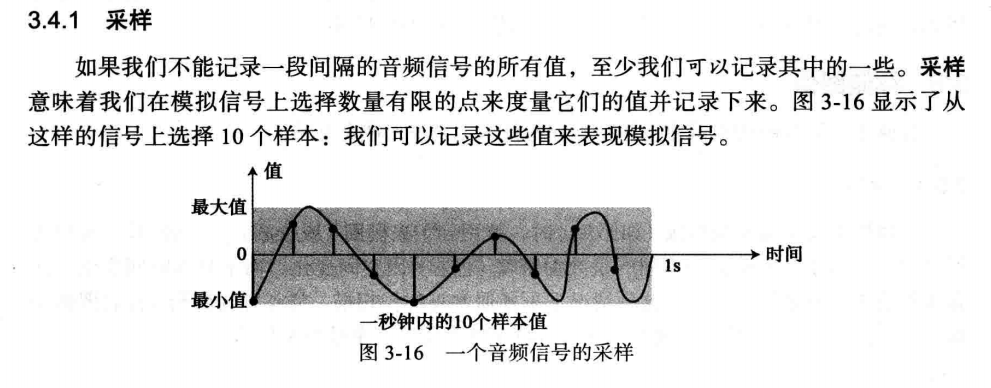 3.4.1 采样
如果我们不能记录一段间隔的音频信号的所有值，至少我们可以记录其中的一些。采样
意味着我们在模拟信号上选择数量有限的点来度量它们的值并记录下来。图 3-16 显示了从
这样的信号上选择 10 个样本：我们可以记录这些值来表现模拟信号。
值
最大值
0
时间
1s
最小值
一秒钟内的10个样本值
图 3-16 一个音频信号的采样